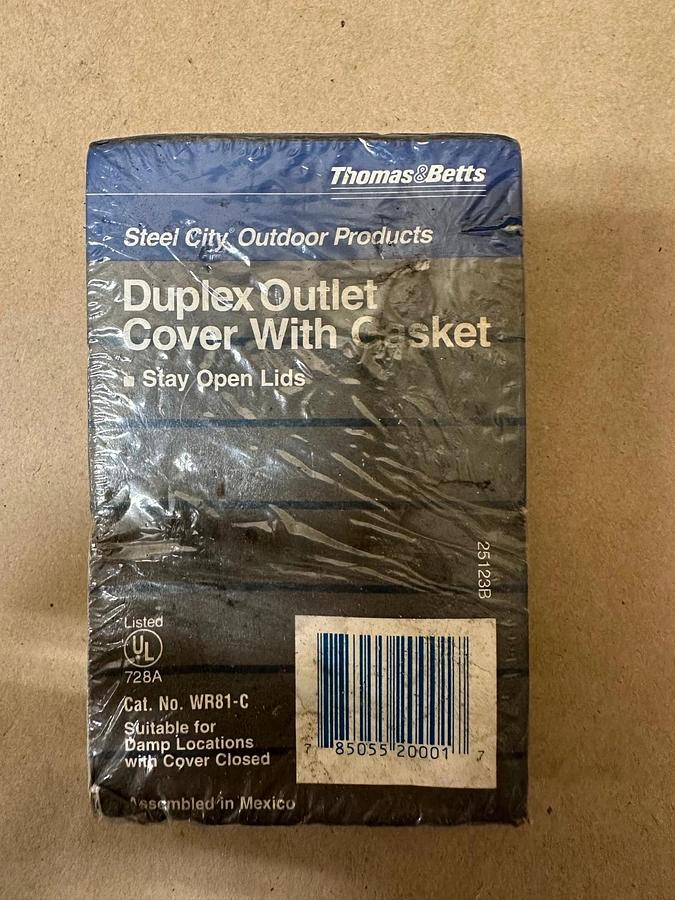 Thomas&Betts
Steel City® Outdoor Products
Duplex Outlet
Cover With Gasket
▪ Stay Open Lids
25123B
Listed
UL
728A
Cat. No. WR81-C
Suitable for
Damp Locations
with Cover Closed
Assembled in Mexico
7 85055 20001 7